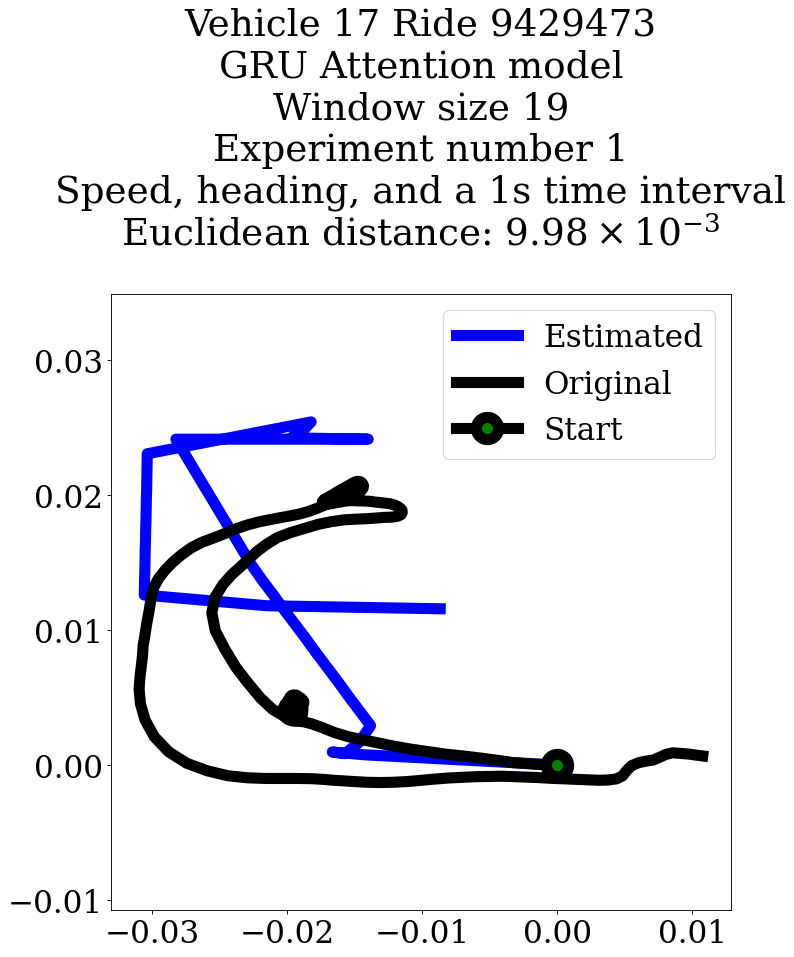 Vehicle 17 Ride 9429473
GRU Attention model
Window size 19
Experiment number 1
Speed, heading, and a 1s time interval
Euclidean distance: 9.98 × 10⁻³
Estimated
Original
Start
0.03
0.02
0.01
0.00
−0.01
−0.03
−0.02
−0.01
0.00
0.01